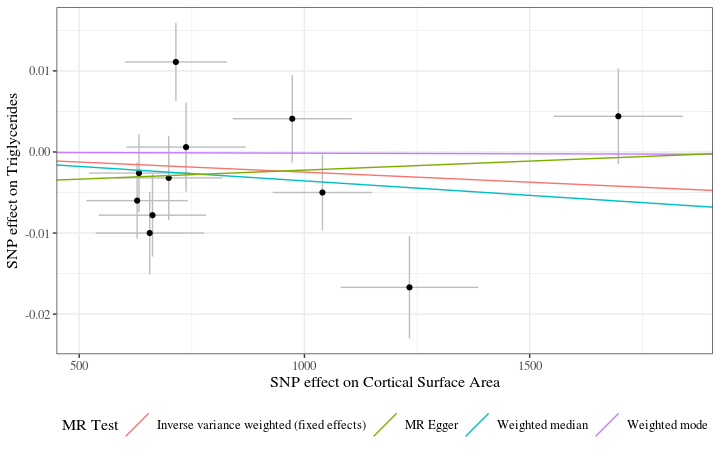 SNP effect on Triglycerides
0.01
0.00
-0.01
-0.02
500 1000 1500
SNP effect on Cortical Surface Area
MR Test Inverse variance weighted (fixed effects) MR Egger Weighted median Weighted mode